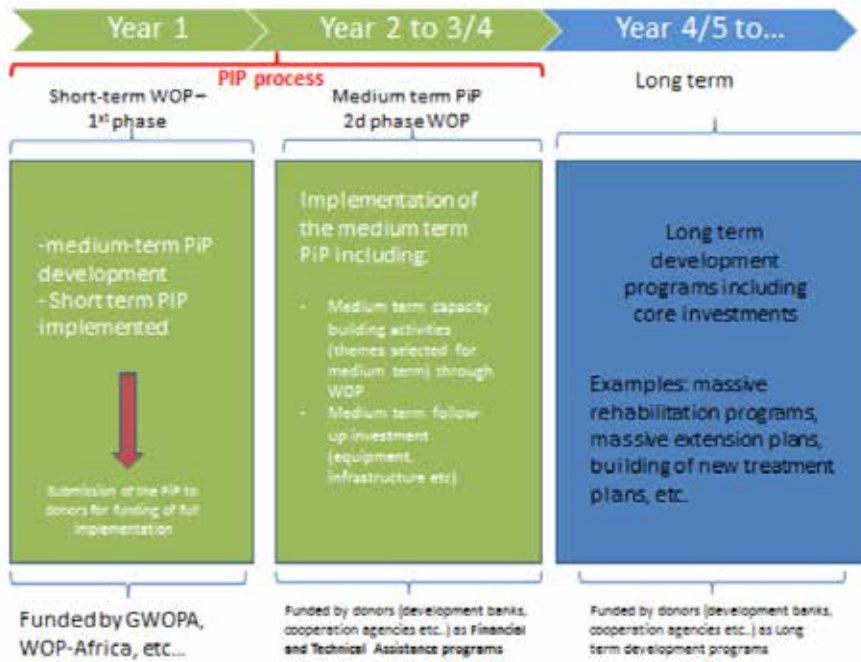 Year 1
Year 2 to 3/4
Year 4/5 to...
PIP process
Short-term WOP –
1st phase
Medium term PiP
2d phase WOP
Long term
-medium-term PiP
development
- Short term PIP
implemented
Submission of the PiP to
donors for funding of full
implementation
Implementation of
the medium term
PiP including:
- Medium term capacity
building activities
(themes selected for
medium term) through
WOP
- Medium term follow-
up investment
(equipment,
infrastructure etc)
Long term
development
programs including
core investments
Examples: massive
rehabilitation programs,
massive extension plans,
building of new treatment
plans, etc.
Funded by GWOPA,
WOP-Africa, etc...
Funded by donors (development banks,
cooperation agencies etc..) as Financial
and Technical Assistance programs
Funded by donors (development banks,
cooperation agencies etc..) as Long
term development programs